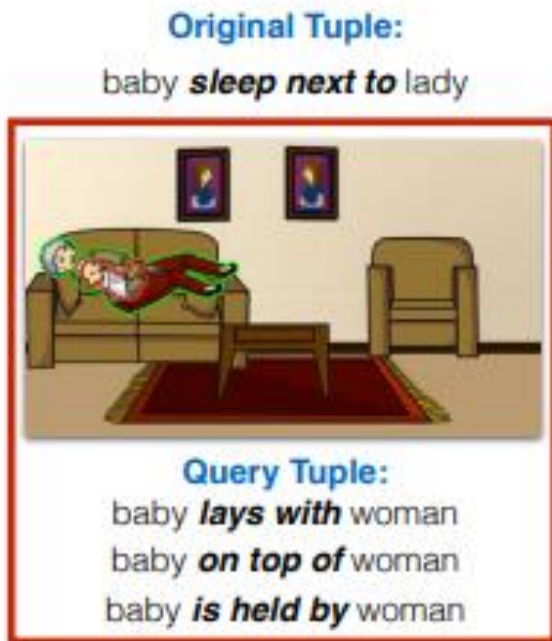 Original Tuple:
baby sleep next to lady
Query Tuple:
baby lays with woman
baby on top of woman
baby is held by woman